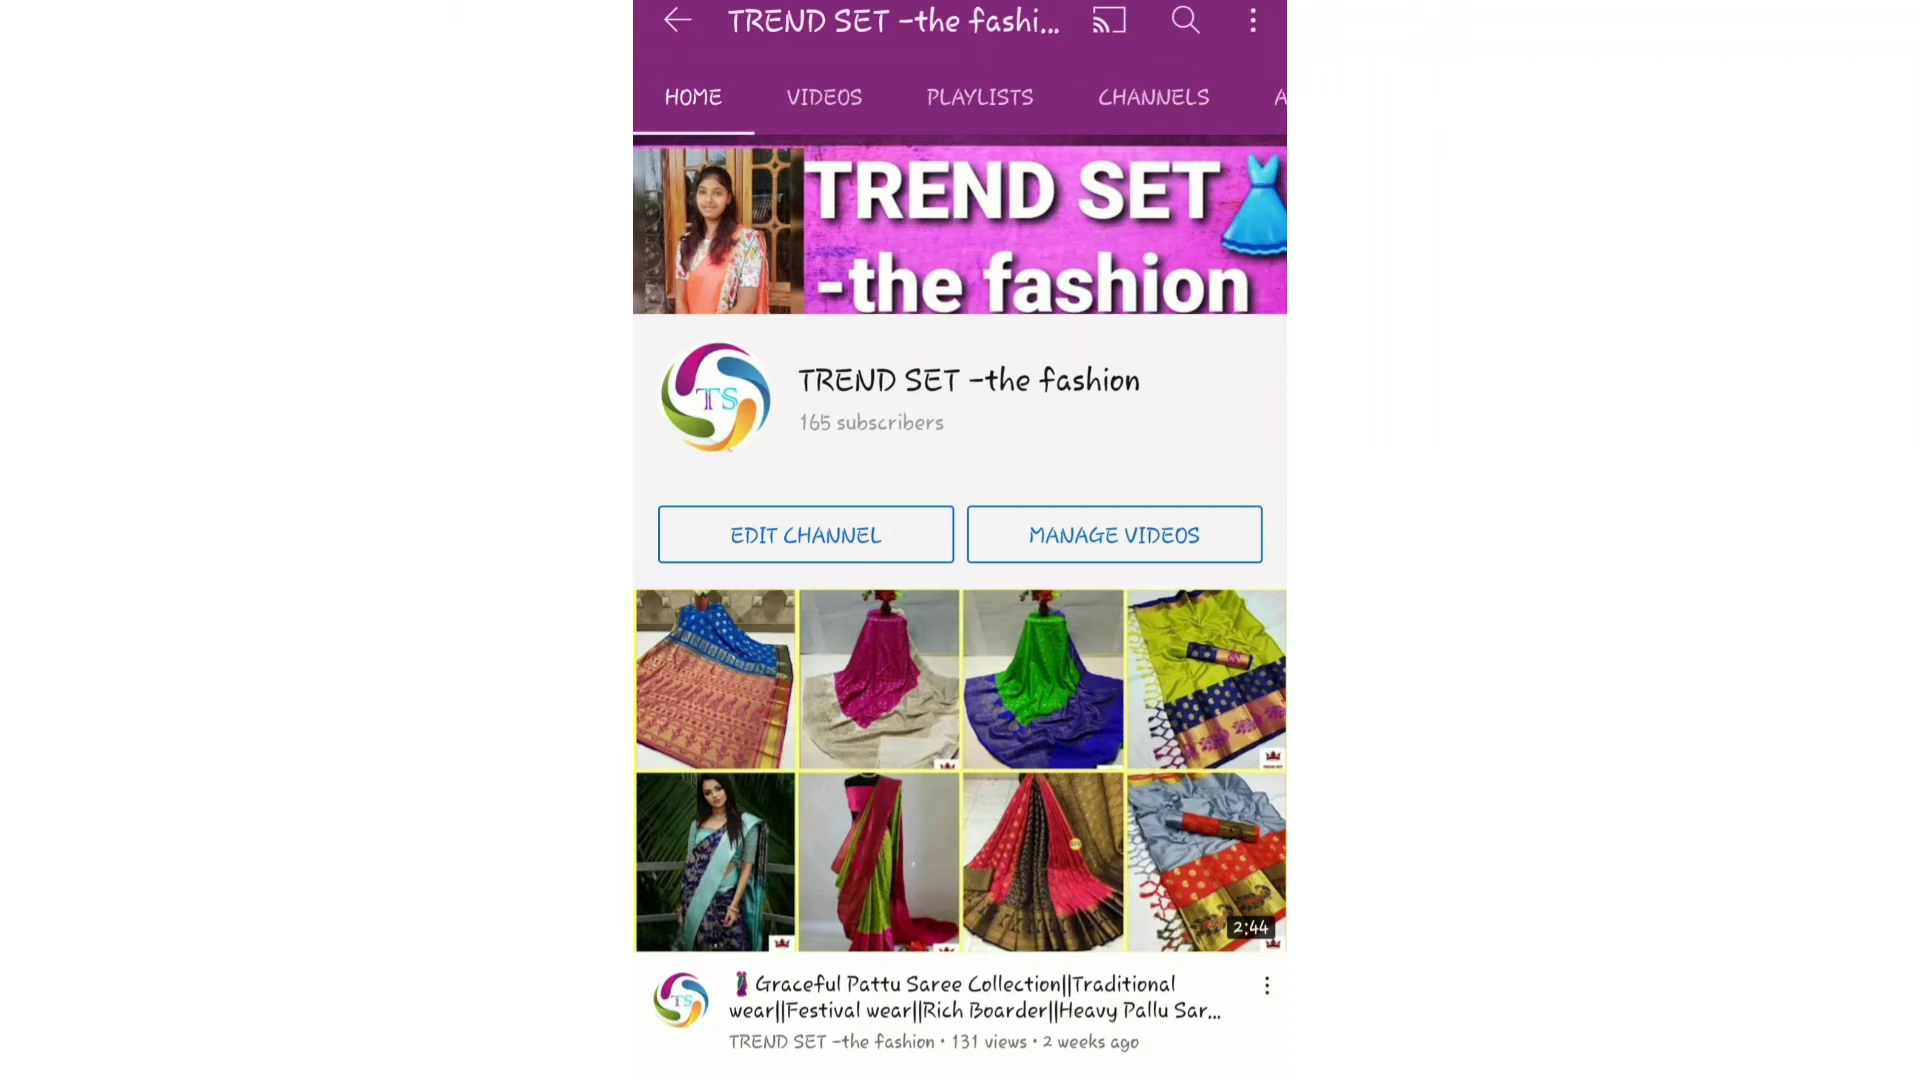 TREND SET -the fashi...
HOME VIDEOS PLAYLISTS CHANNELS A
TREND SET
-the fashion
TS
TREND SET -the fashion
165 subscribers
EDIT CHANNEL MANAGE VIDEOS
2:44
TS
Graceful Pattu Saree Collection||Traditional
wear||Festival wear||Rich Boarder||Heavy Pallu Sar...
TREND SET -the fashion • 131 views • 2 weeks ago